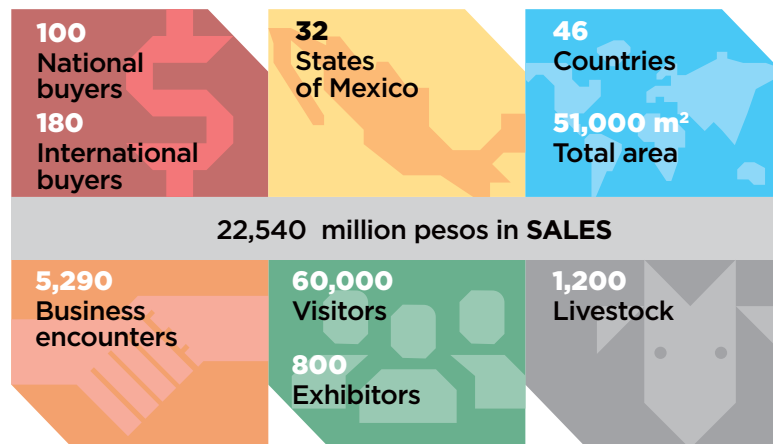 100
National
buyers
180
International
buyers
32
States
of Mexico
46
Countries
51,000 m²
Total area
22,540 million pesos in SALES
5,290
Business
encounters
60,000
Visitors
800
Exhibitors
1,200
Livestock